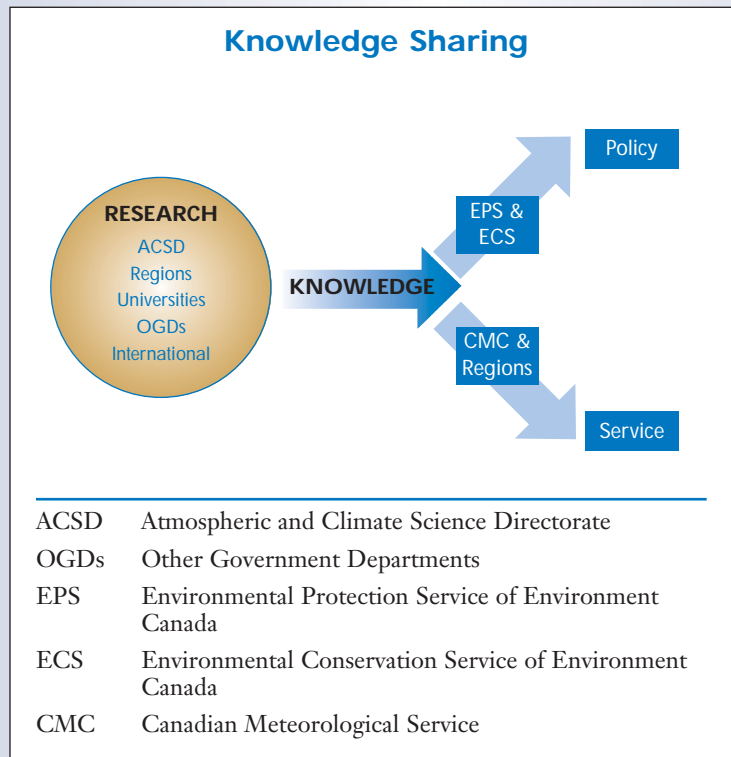 Knowledge Sharing
RESEARCH
ACSD
Regions
Universities
OGDs
International
KNOWLEDGE
EPS &
ECS
Policy
CMC &
Regions
Service
ACSD Atmospheric and Climate Science Directorate
OGDs Other Government Departments
EPS Environmental Protection Service of Environment
Canada
ECS Environmental Conservation Service of Environment
Canada
CMC Canadian Meteorological Service